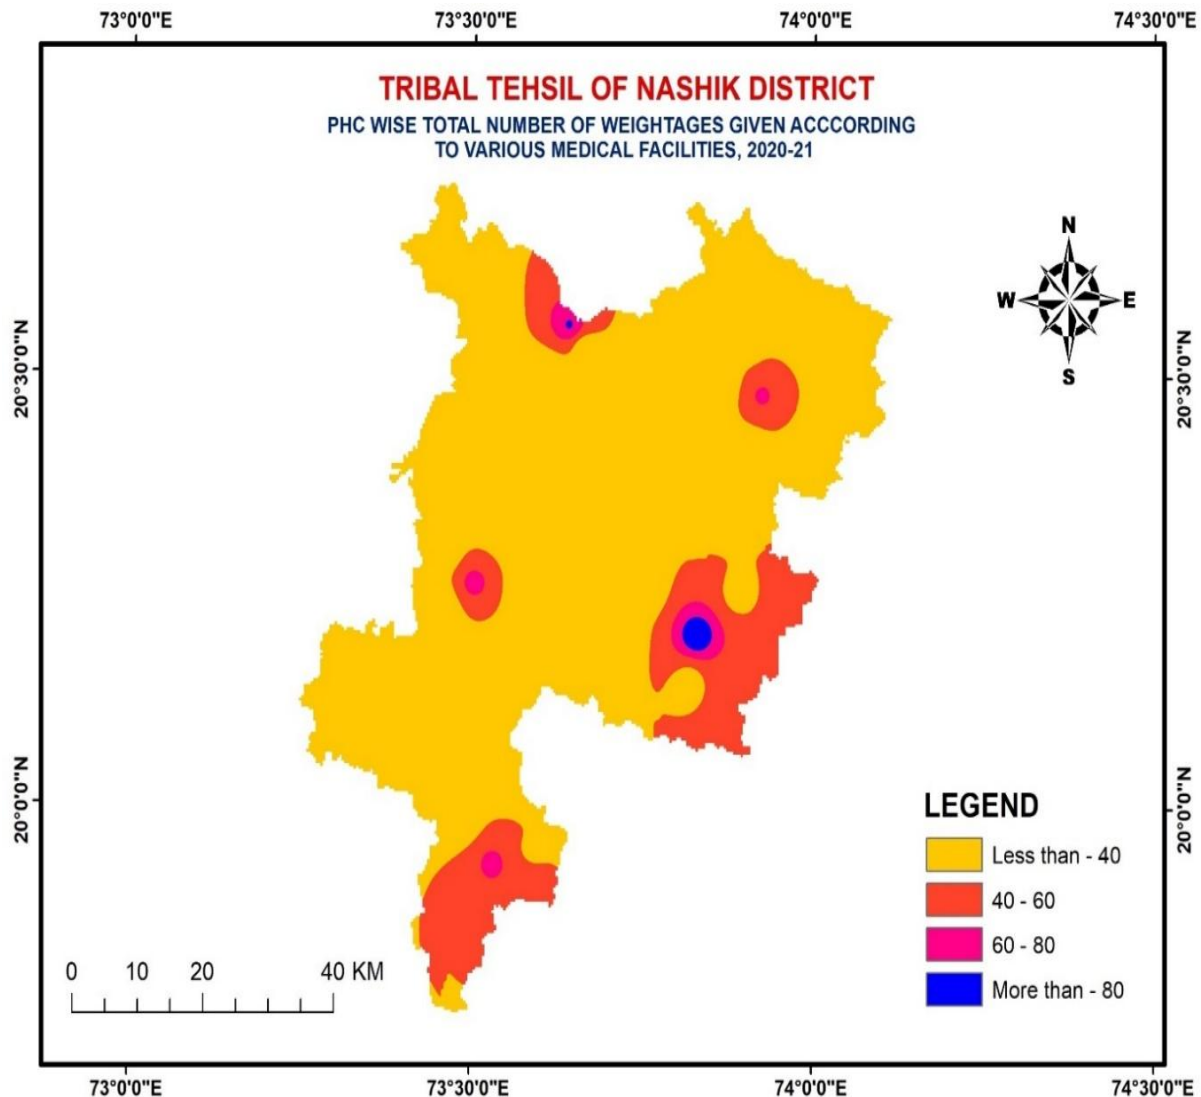 73°0'0"E 73°30'0"E 74°0'0"E 74°30'0"E
TRIBAL TEHSIL OF NASHIK DISTRICT
PHC WISE TOTAL NUMBER OF WEIGHTAGES GIVEN ACCCORDING
TO VARIOUS MEDICAL FACILITIES, 2020-21
N
W E
S
20°30'0"N
20°30'0"N
20°0'0"N
20°0'0"N
LEGEND
Less than - 40
40 - 60
60 - 80
More than - 80
0 10 20 40 KM
73°0'0"E 73°30'0"E 74°0'0"E 74°30'0"E